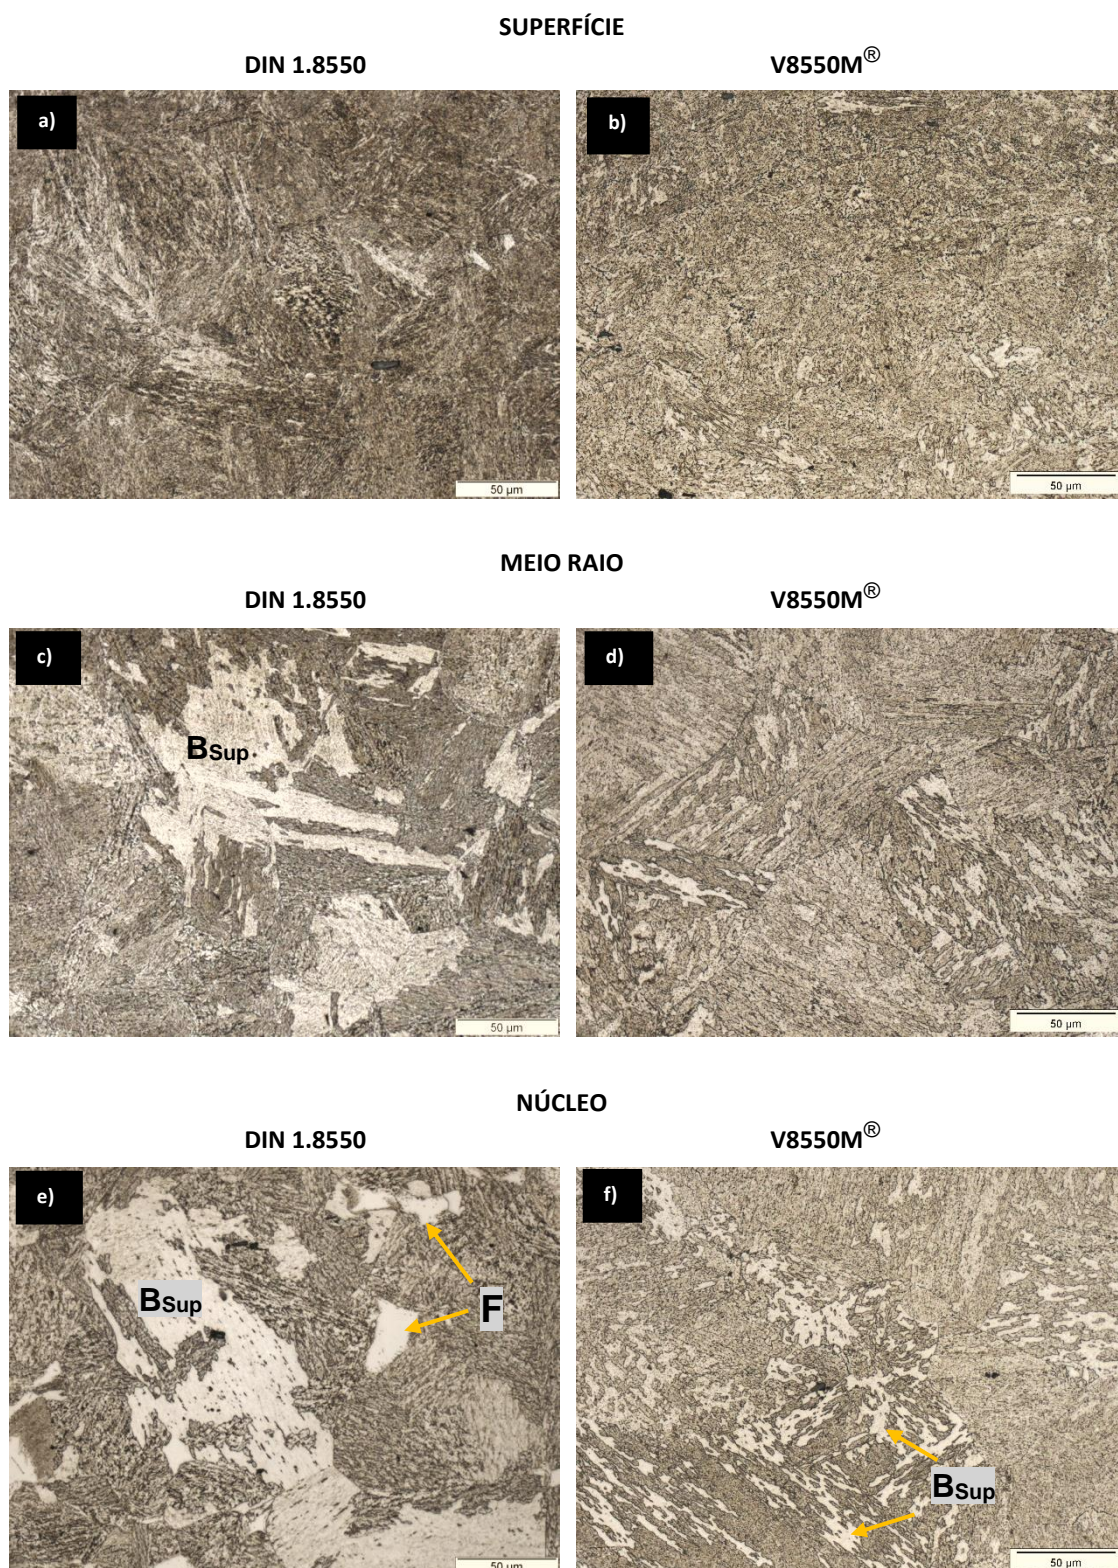 SUPERFÍCIE
DIN 1.8550 V8550M®
a) b)
50 µm 50 µm
MEIO RAIO
DIN 1.8550 V8550M®
c) d)
BSup
50 µm 50 µm
NÚCLEO
DIN 1.8550 V8550M®
e) f)
BSup F
BSup
50 µm 50 µm